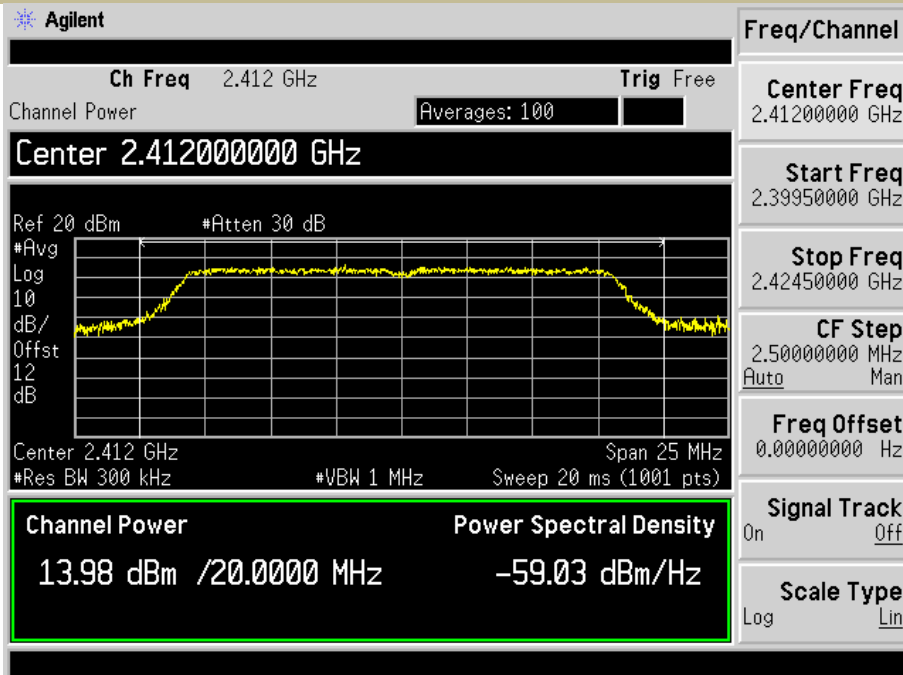 Agilent
Freq/Channel
Ch Freq 2.412 GHz Trig Free
Channel Power Averages: 100
Center 2.412000000 GHz
Ref 20 dBm #Atten 30 dB
#Avg
Log
10
dB/
Offst
12
dB
Center 2.412 GHz Span 25 MHz
#Res BW 300 kHz #VBW 1 MHz Sweep 20 ms (1001 pts)
Channel Power Power Spectral Density
13.98 dBm /20.0000 MHz -59.03 dBm/Hz
Center Freq
2.41200000 GHz
Start Freq
2.39950000 GHz
Stop Freq
2.42450000 GHz
CF Step
2.50000000 MHz
Auto Man
Freq Offset
0.00000000 Hz
Signal Track
On Off
Scale Type
Log Lin